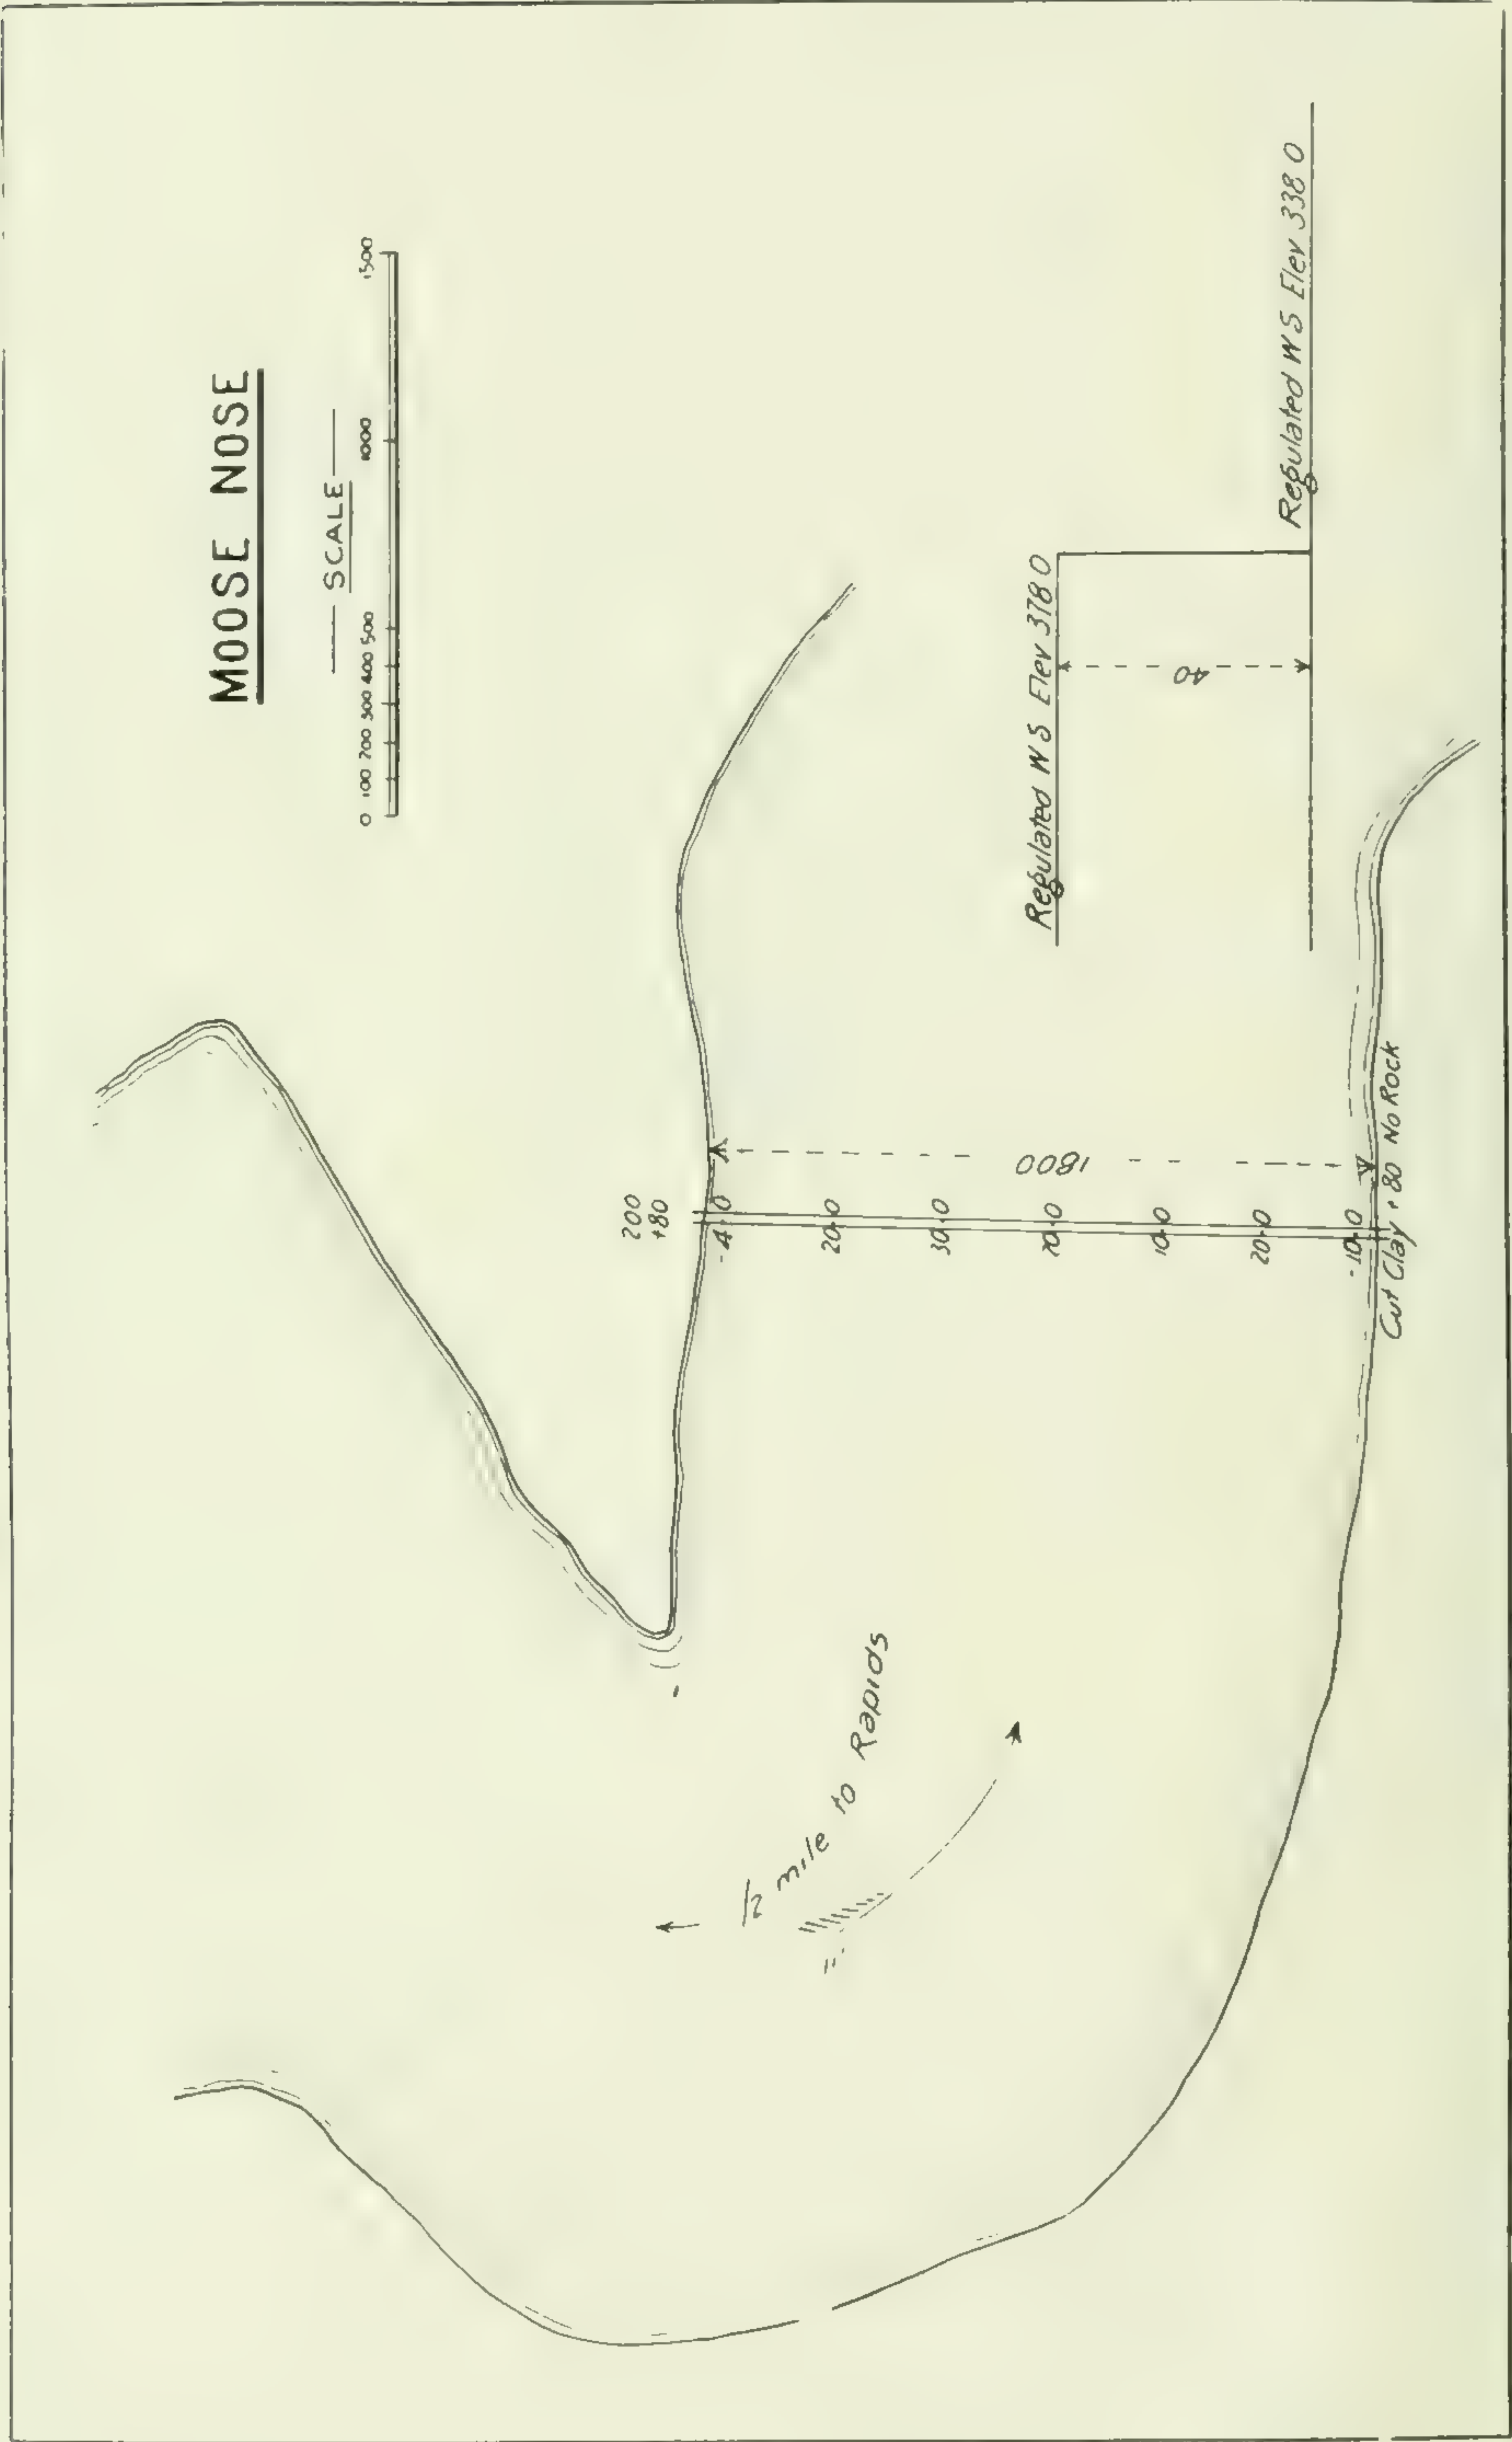 MOOSE NOSE
SCALE
0 100 200 300 400 500 1000 1500
200
+80
-4.0
20.0
30.0
70.0
10.0
20.0
-10.0
1800
Cut Clay +80 No Rock
1/2 mile to Rapids
Regulated W S Elev 378 0
40
Regulated W S Elev 338 0